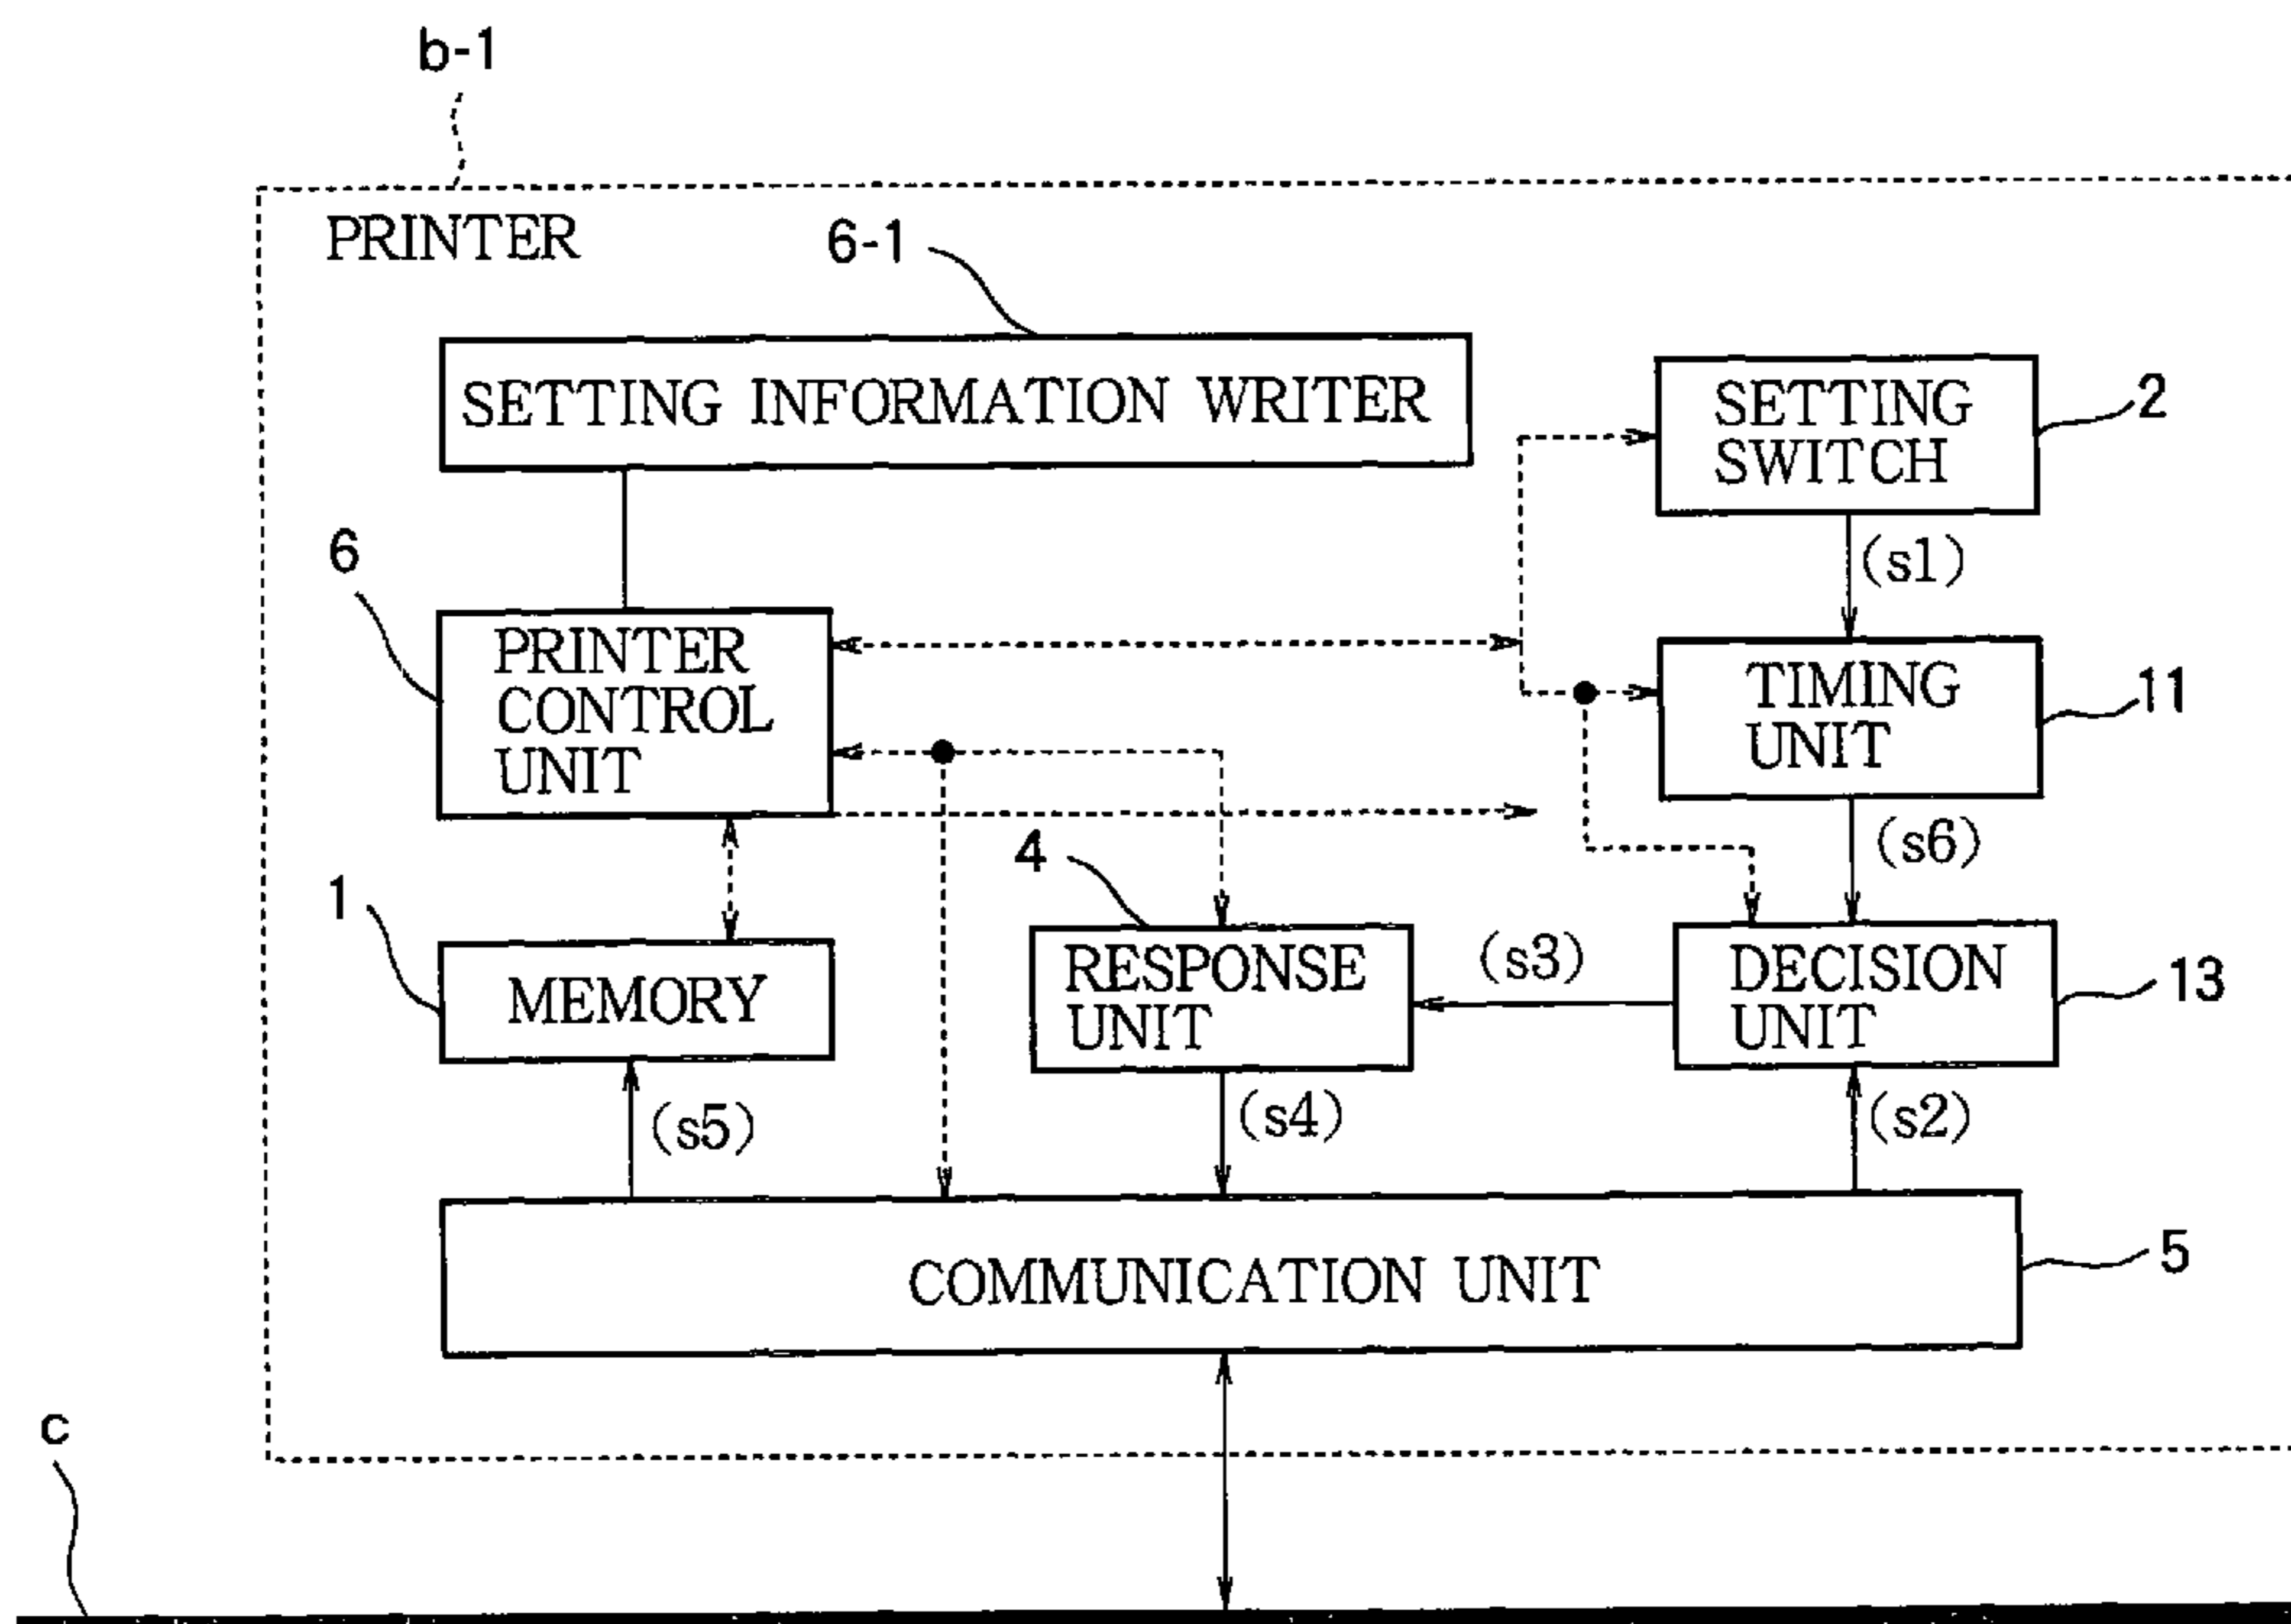 b-1
PRINTER
6-1
SETTING INFORMATION WRITER
SETTING
SWITCH
2
(s1)
6
PRINTER
CONTROL
UNIT
TIMING
UNIT
11
(s6)
4
1
MEMORY
RESPONSE
UNIT
(s3)
DECISION
UNIT
13
(s5)
(s4)
(s2)
COMMUNICATION UNIT
5
c